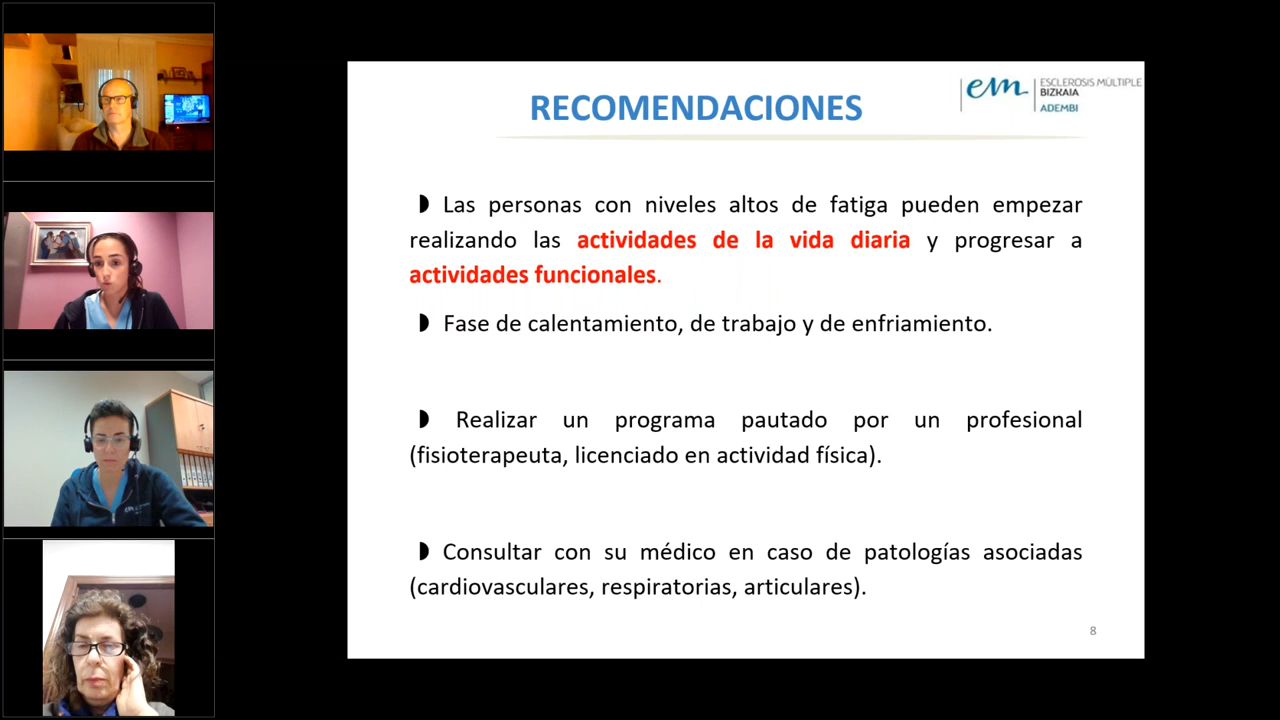 RECOMENDACIONES
em
ESCLEROSIS MÚLTIPLE
BIZKAIA
ADEMBI
◗ Las personas con niveles altos de fatiga pueden empezar
realizando las actividades de la vida diaria y progresar a
actividades funcionales.
◗ Fase de calentamiento, de trabajo y de enfriamiento.
◗ Realizar un programa pautado por un profesional
(fisioterapeuta, licenciado en actividad física).
◗ Consultar con su médico en caso de patologías asociadas
(cardiovasculares, respiratorias, articulares).
8